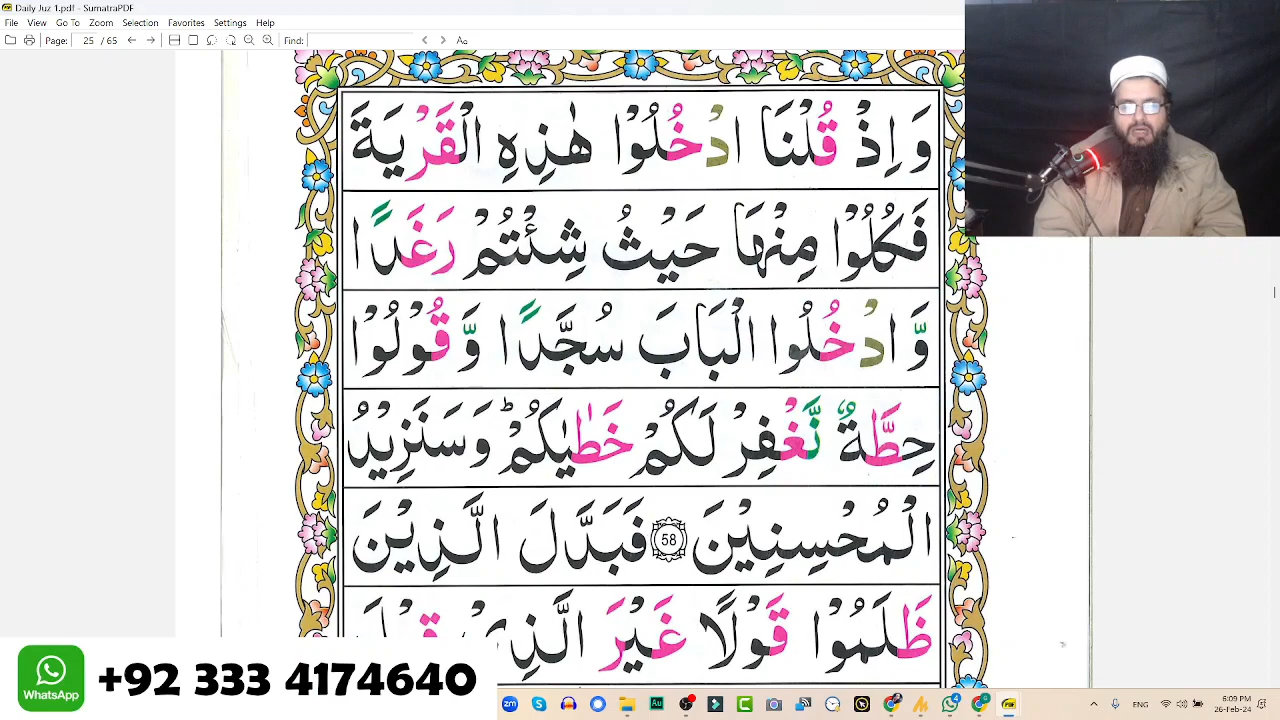 Daily Juz 1.pdf - SumatraPDF
File View Go To Zoom Selection Favorites Settings Help
Page: 25 / 65 Find: Aa
وَاِذْ قُلْنَا ادْخُلُوْا هٰذِهِ الْقَرْيَةَ
فَكُلُوْا مِنْهَا حَيْثُ شِئْتُمْ رَغَدًا
وَّادْخُلُوا الْبَابَ سُجَّدًا وَّقُوْلُوْا
حِطَّةٌ نَّغْفِرْ لَكُمْ خَطٰيٰكُمْ ؕ وَسَنَزِيْدُ
الْمُحْسِنِيْنَ 58 فَبَدَّلَ الَّذِيْنَ
ظَلَمُوْا قَوْلًا غَيْرَ الَّذِيْ
WhatsApp
+92 333 4174640
ENG
6:09 PM
26-Feb-24